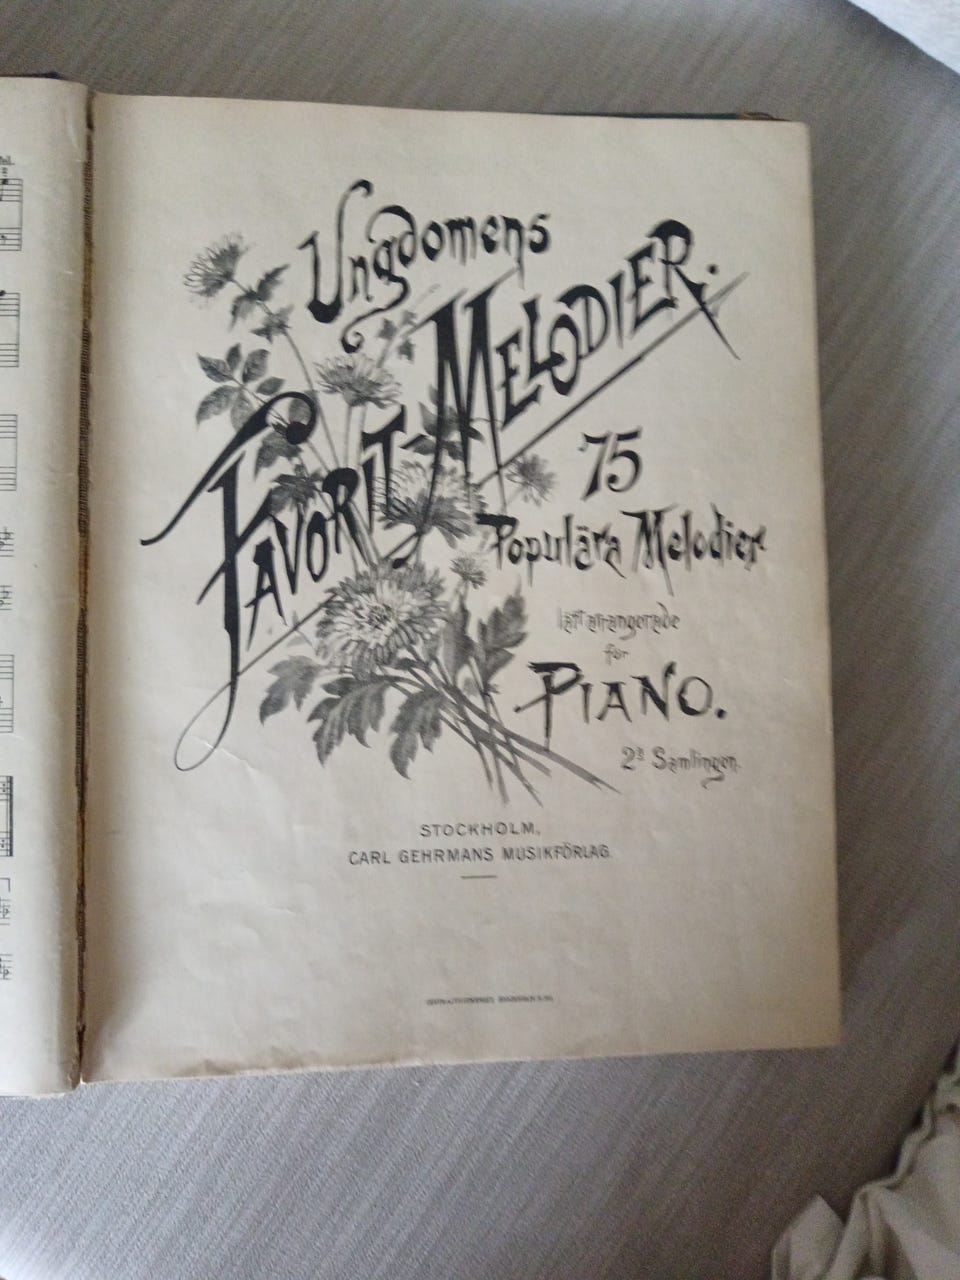 Ungdomens
FAVORIT-MELODIER.
75
Populära Melodier
lätt arrangerade
för
PIANO.
2ª Samlingen.
STOCKHOLM,
CARL GEHRMANS MUSIKFÖRLAG.